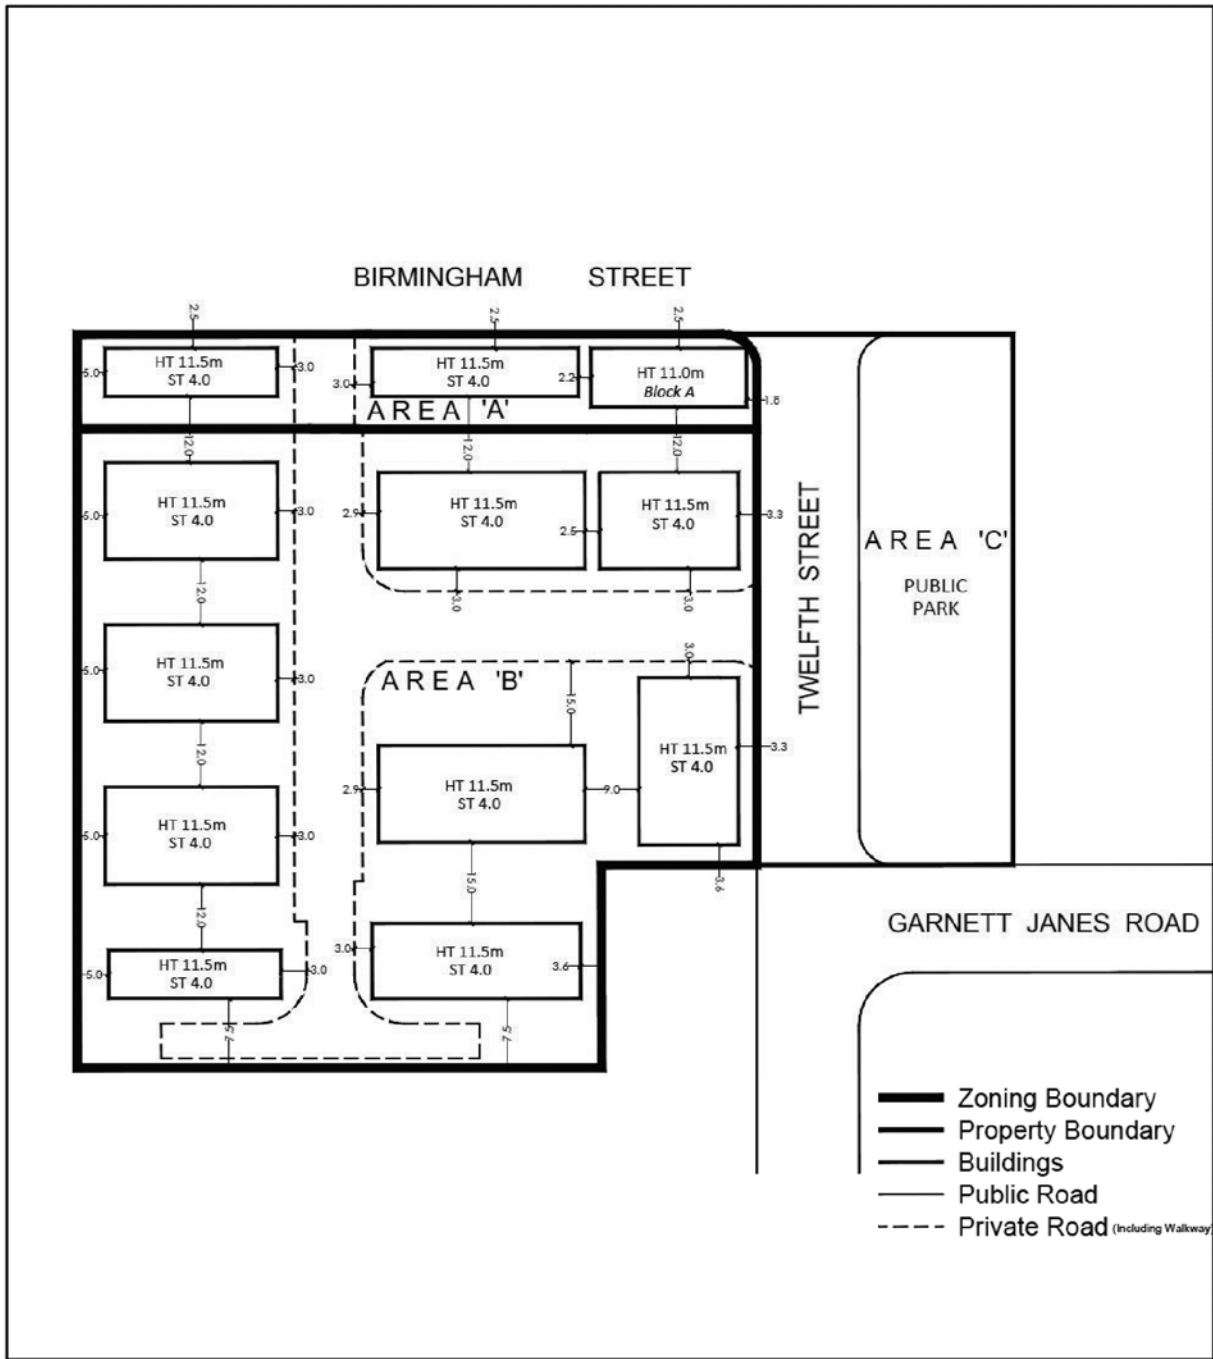 BIRMINGHAM STREET
2.5
2.5
2.5
HT 11.5m
ST 4.0
HT 11.5m
ST 4.0
HT 11.0m
Block A
5.0
3.0
3.0
2.2
1.8
AREA 'A'
12.0
12.0
12.0
HT 11.5m
ST 4.0
HT 11.5m
ST 4.0
HT 11.5m
ST 4.0
5.0
3.0
2.9
2.5
3.3
TWELFTH STREET
AREA 'C'
PUBLIC
PARK
12.0
3.0
3.0
HT 11.5m
ST 4.0
5.0
3.0
AREA 'B'
3.0
15.0
12.0
HT 11.5m
ST 4.0
3.3
HT 11.5m
ST 4.0
2.9
9.0
HT 11.5m
ST 4.0
5.0
3.0
15.0
3.6
12.0
GARNETT JANES ROAD
HT 11.5m
ST 4.0
3.0
3.6
HT 11.5m
ST 4.0
5.0
3.0
7.5
7.5
Zoning Boundary
Property Boundary
Buildings
Public Road
Private Road (Including Walkway)